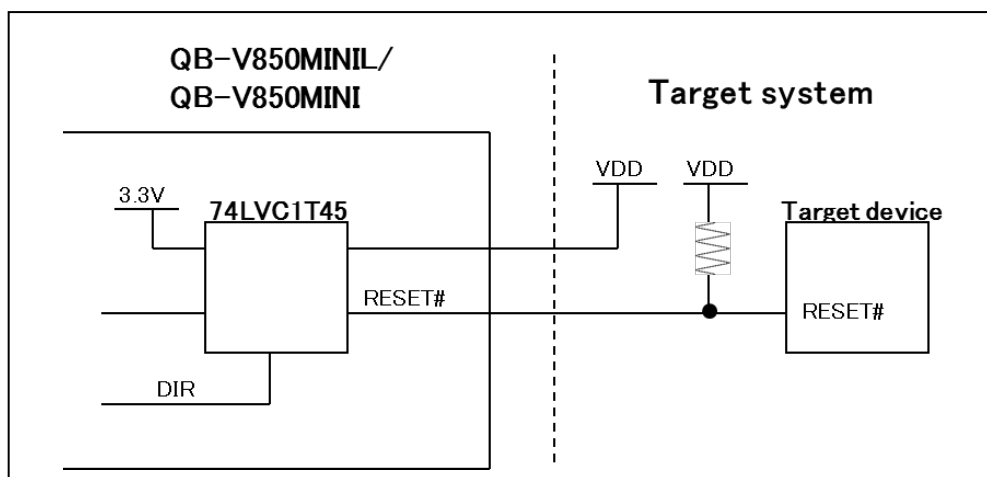 QB-V850MINIL/
QB-V850MINI
Target system
VDD
VDD
3.3V
74LVC1T45
Target device
RESET#
RESET#
DIR